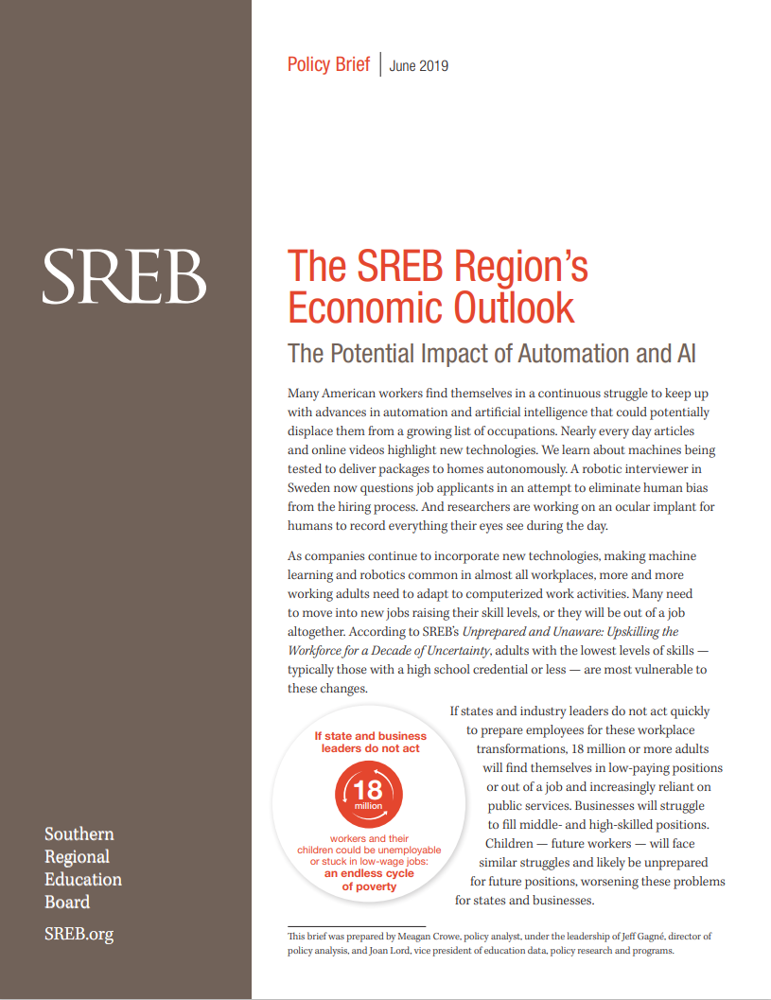 Policy Brief | June 2019
SREB
The SREB Region’s
Economic Outlook
The Potential Impact of Automation and AI
Many American workers find themselves in a continuous struggle to keep up
with advances in automation and artificial intelligence that could potentially
displace them from a growing list of occupations. Nearly every day articles
and online videos highlight new technologies. We learn about machines being
tested to deliver packages to homes autonomously. A robotic interviewer in
Sweden now questions job applicants in an attempt to eliminate human bias
from the hiring process. And researchers are working on an ocular implant for
humans to record everything their eyes see during the day.
As companies continue to incorporate new technologies, making machine
learning and robotics common in almost all workplaces, more and more
working adults need to adapt to computerized work activities. Many need
to move into new jobs raising their skill levels, or they will be out of a job
altogether. According to SREB’s Unprepared and Unaware: Upskilling the
Workforce for a Decade of Uncertainty, adults with the lowest levels of skills —
typically those with a high school credential or less — are most vulnerable to
these changes.
If states and industry leaders do not act quickly
to prepare employees for these workplace
transformations, 18 million or more adults
will find themselves in low-paying positions
or out of a job and increasingly reliant on
public services. Businesses will struggle
to fill middle- and high-skilled positions.
Children — future workers — will face
similar struggles and likely be unprepared
for future positions, worsening these problems
for states and businesses.
If state and business
leaders do not act
18
million
workers and their
children could be unemployable
or stuck in low-wage jobs:
an endless cycle
of poverty
Southern
Regional
Education
Board
SREB.org
This brief was prepared by Meagan Crowe, policy analyst, under the leadership of Jeff Gagné, director of
policy analysis, and Joan Lord, vice president of education data, policy research and programs.